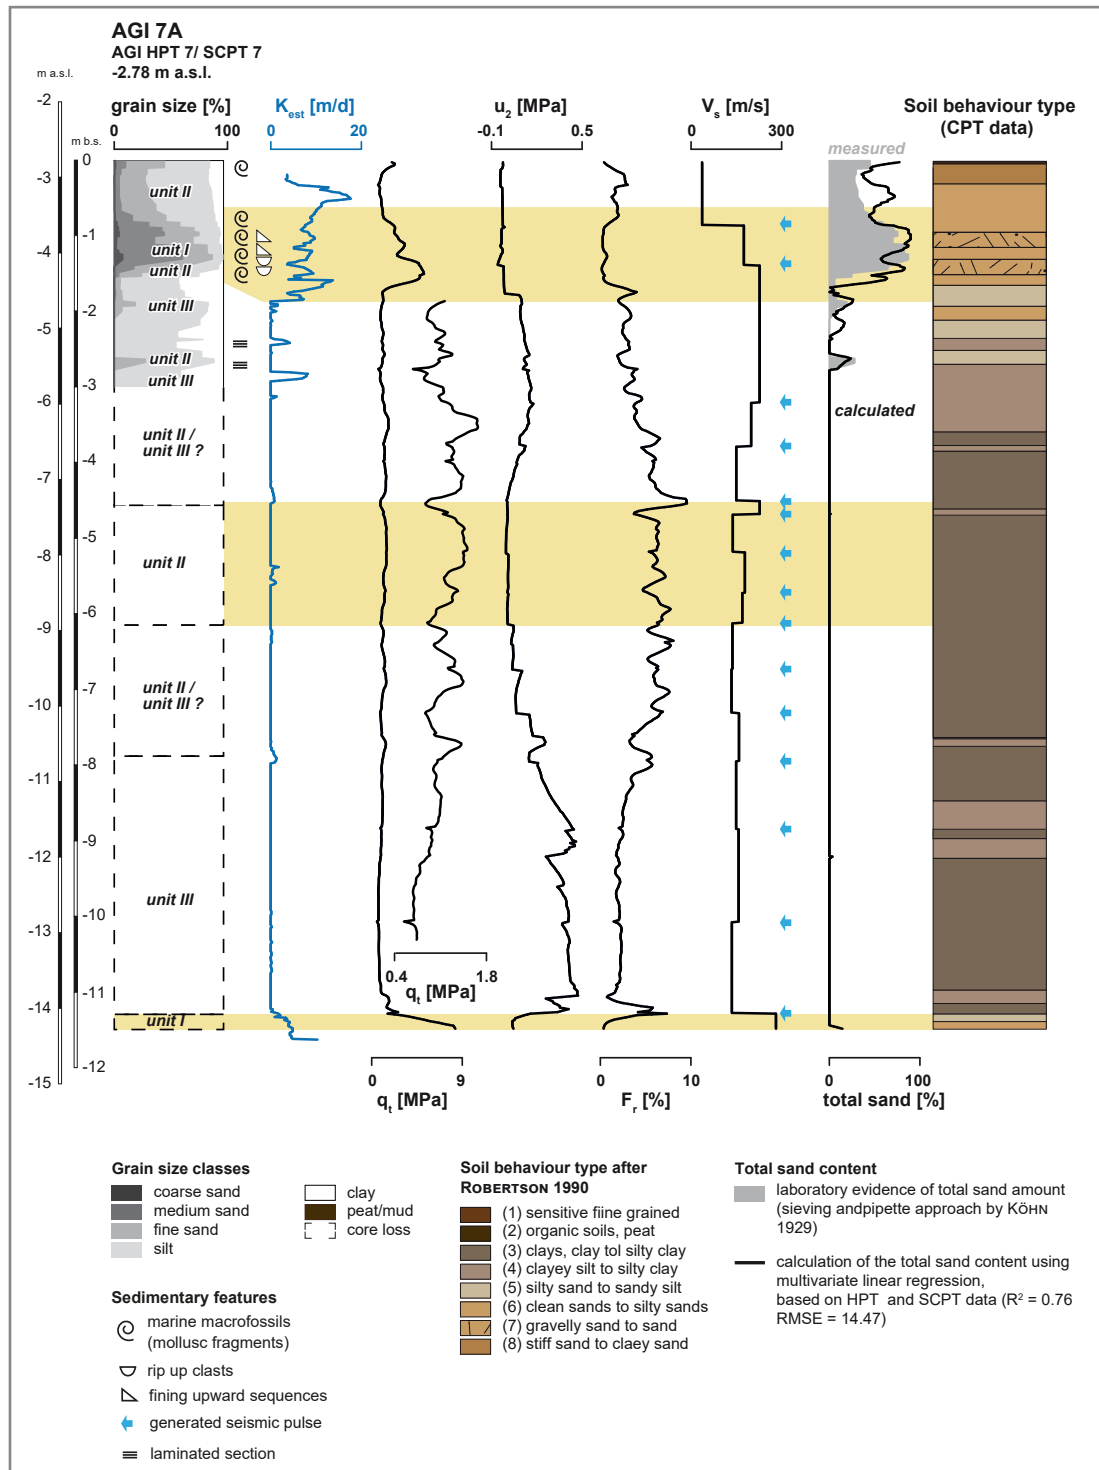 AGI 7A
AGI HPT 7/ SCPT 7
-2.78 m a.s.l.
m a.s.l.
m b.s.
grain size [%]
0 100
K_est [m/d]
0 20
u₂ [MPa]
-0.1 0.5
V_s [m/s]
0 300
Soil behaviour type
(CPT data)
measured
calculated
-2
-3
-4
-5
-6
-7
-8
-9
-10
-11
-12
-13
-14
-15
0
-1
-2
-3
-4
-5
-6
-7
-8
-9
-10
-11
-12
unit II
unit I
unit II
unit III
unit II
unit III
unit II /
unit III ?
unit II
unit II /
unit III ?
unit III
unit I
0.4 1.8
q_t [MPa]
0 9
q_t [MPa]
0 10
F_r [%]
0 100
total sand [%]
Grain size classes
coarse sand
medium sand
fine sand
silt
clay
peat/mud
core loss
Sedimentary features
marine macrofossils
(mollusc fragments)
rip up clasts
fining upward sequences
generated seismic pulse
laminated section
Soil behaviour type after
ROBERTSON 1990
(1) sensitive fiine grained
(2) organic soils, peat
(3) clays, clay tol silty clay
(4) clayey silt to silty clay
(5) silty sand to sandy silt
(6) clean sands to silty sands
(7) gravelly sand to sand
(8) stiff sand to claey sand
Total sand content
laboratory evidence of total sand amount
(sieving andpipette approach by KÖHN
1929)
calculation of the total sand content using
multivariate linear regression,
based on HPT and SCPT data (R² = 0.76
RMSE = 14.47)